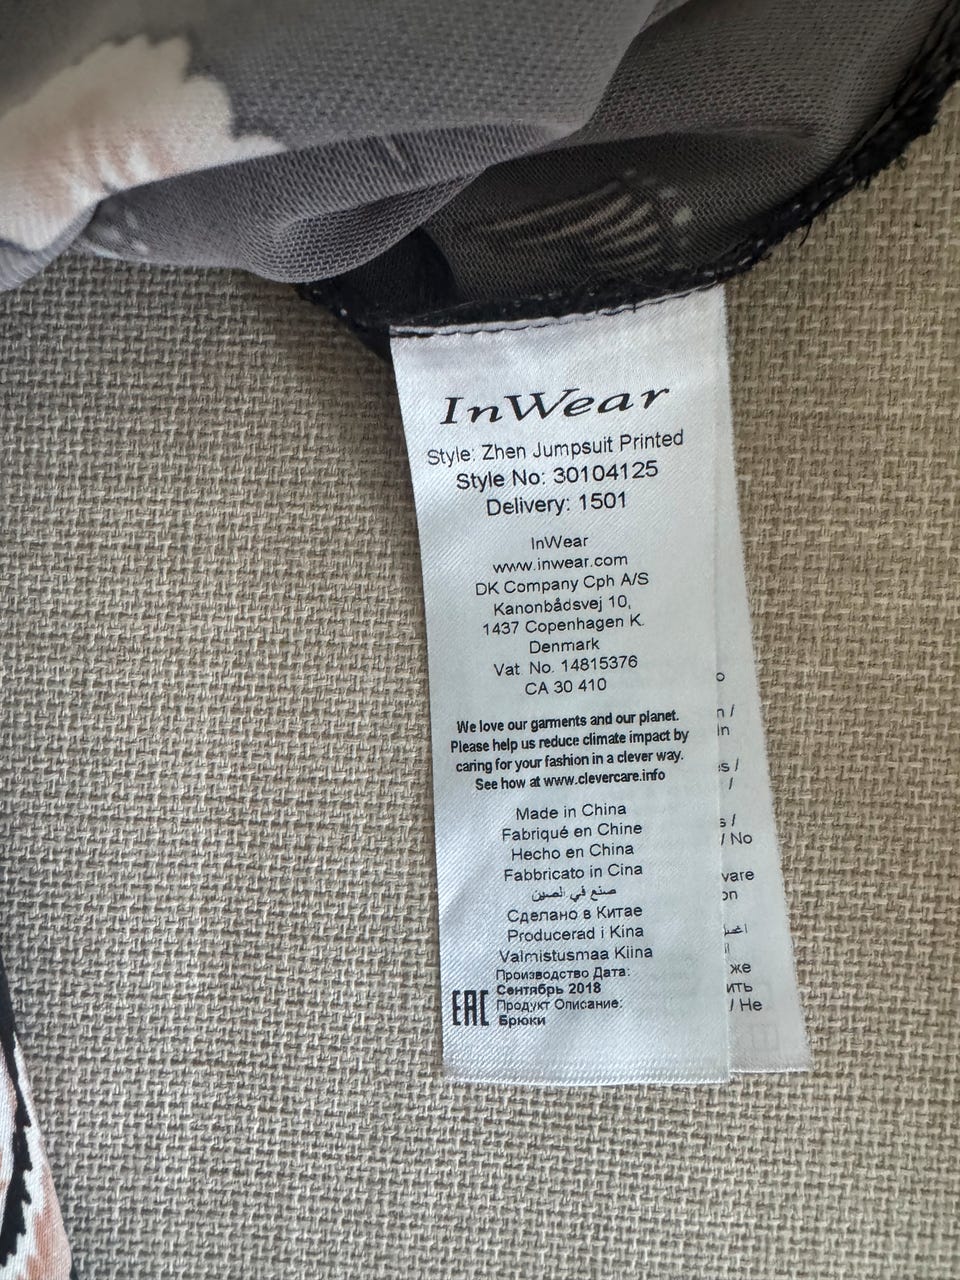 InWear
Style: Zhen Jumpsuit Printed
Style No: 30104125
Delivery: 1501
InWear
www.inwear.com
DK Company Cph A/S
Kanonbådsvej 10,
1437 Copenhagen K.
Denmark
Vat No. 14815376
CA 30 410
We love our garments and our planet.
Please help us reduce climate impact by
caring for your fashion in a clever way.
See how at www.clevercare.info
Made in China
Fabriqué en Chine
Hecho en China
Fabbricato in Cina
صنع في الصين
Сделано в Китае
Producerad i Kina
Valmistusmaa Kiina
Производство Дата:
Сентябрь 2018
EAC Продукт Описание:
Брюки
/ No
же
/ Не